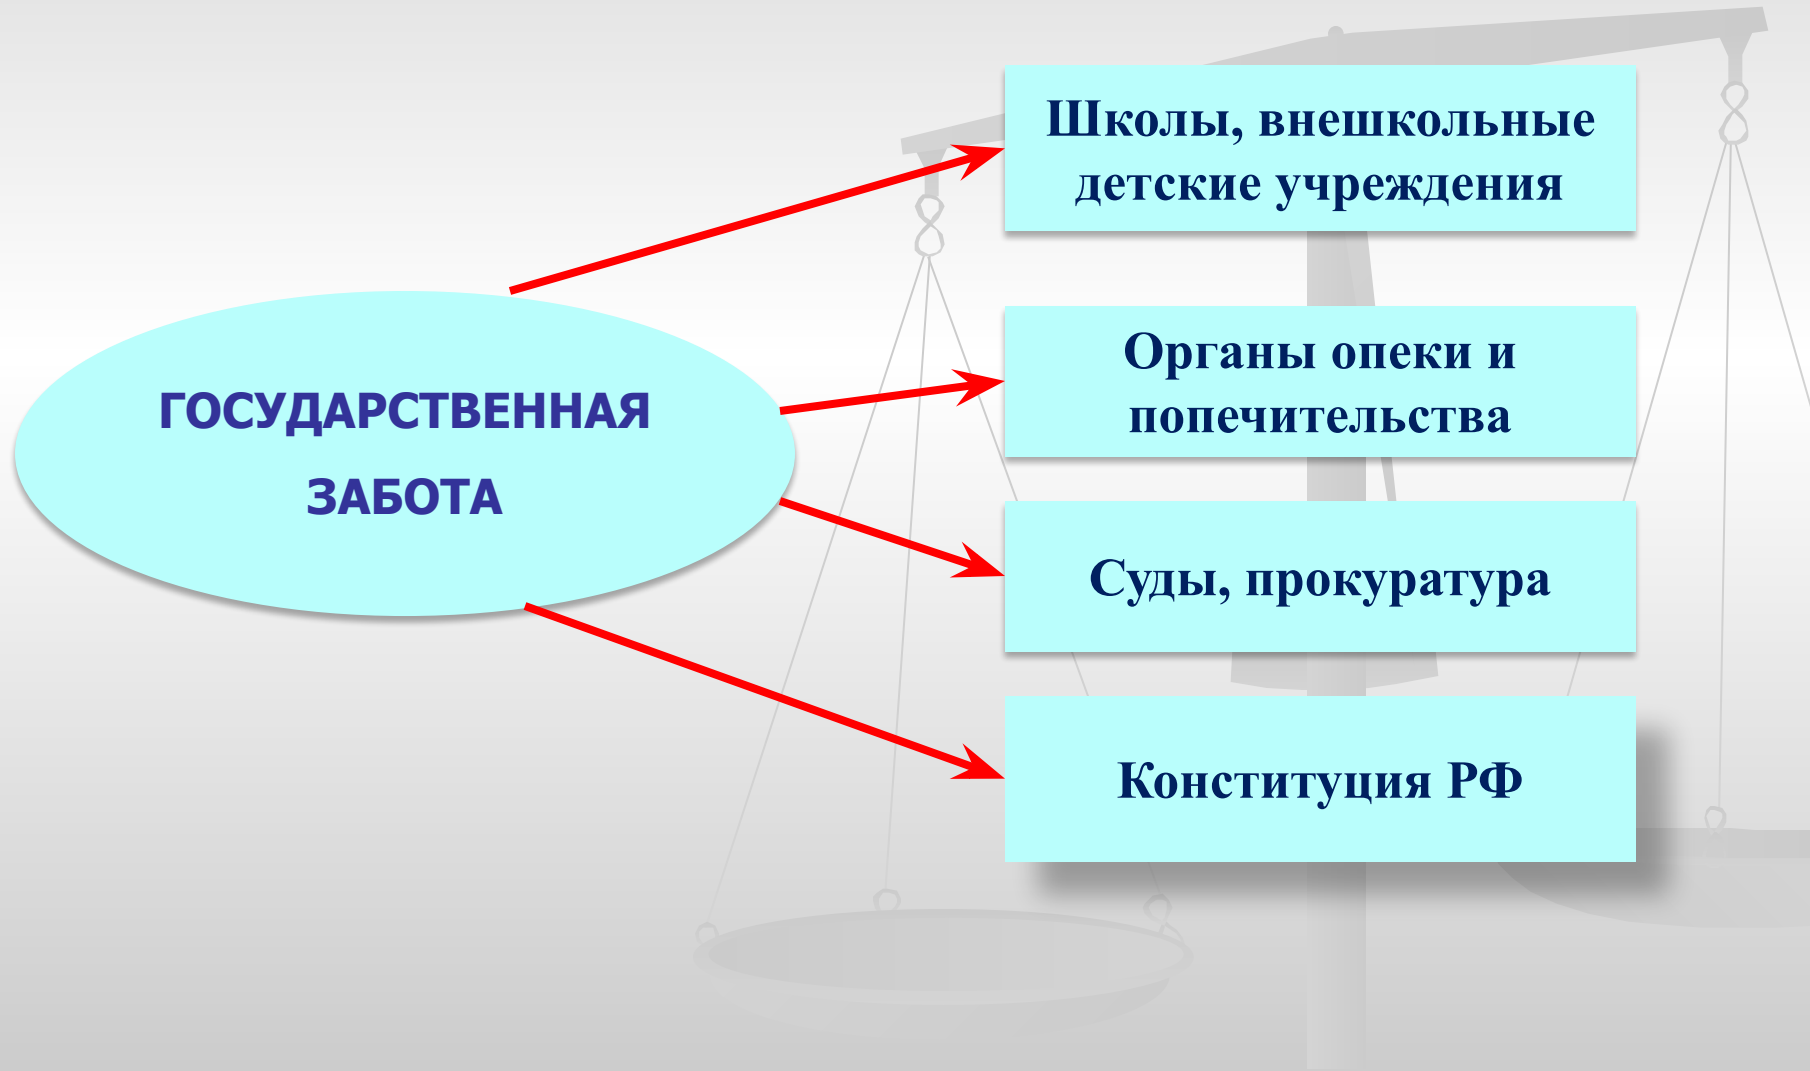 Школы, внешкольные
детские учреждения
Органы опеки и
попечительства
ГОСУДАРСТВЕННАЯ
ЗАБОТА
Суды, прокуратура
Конституция РФ